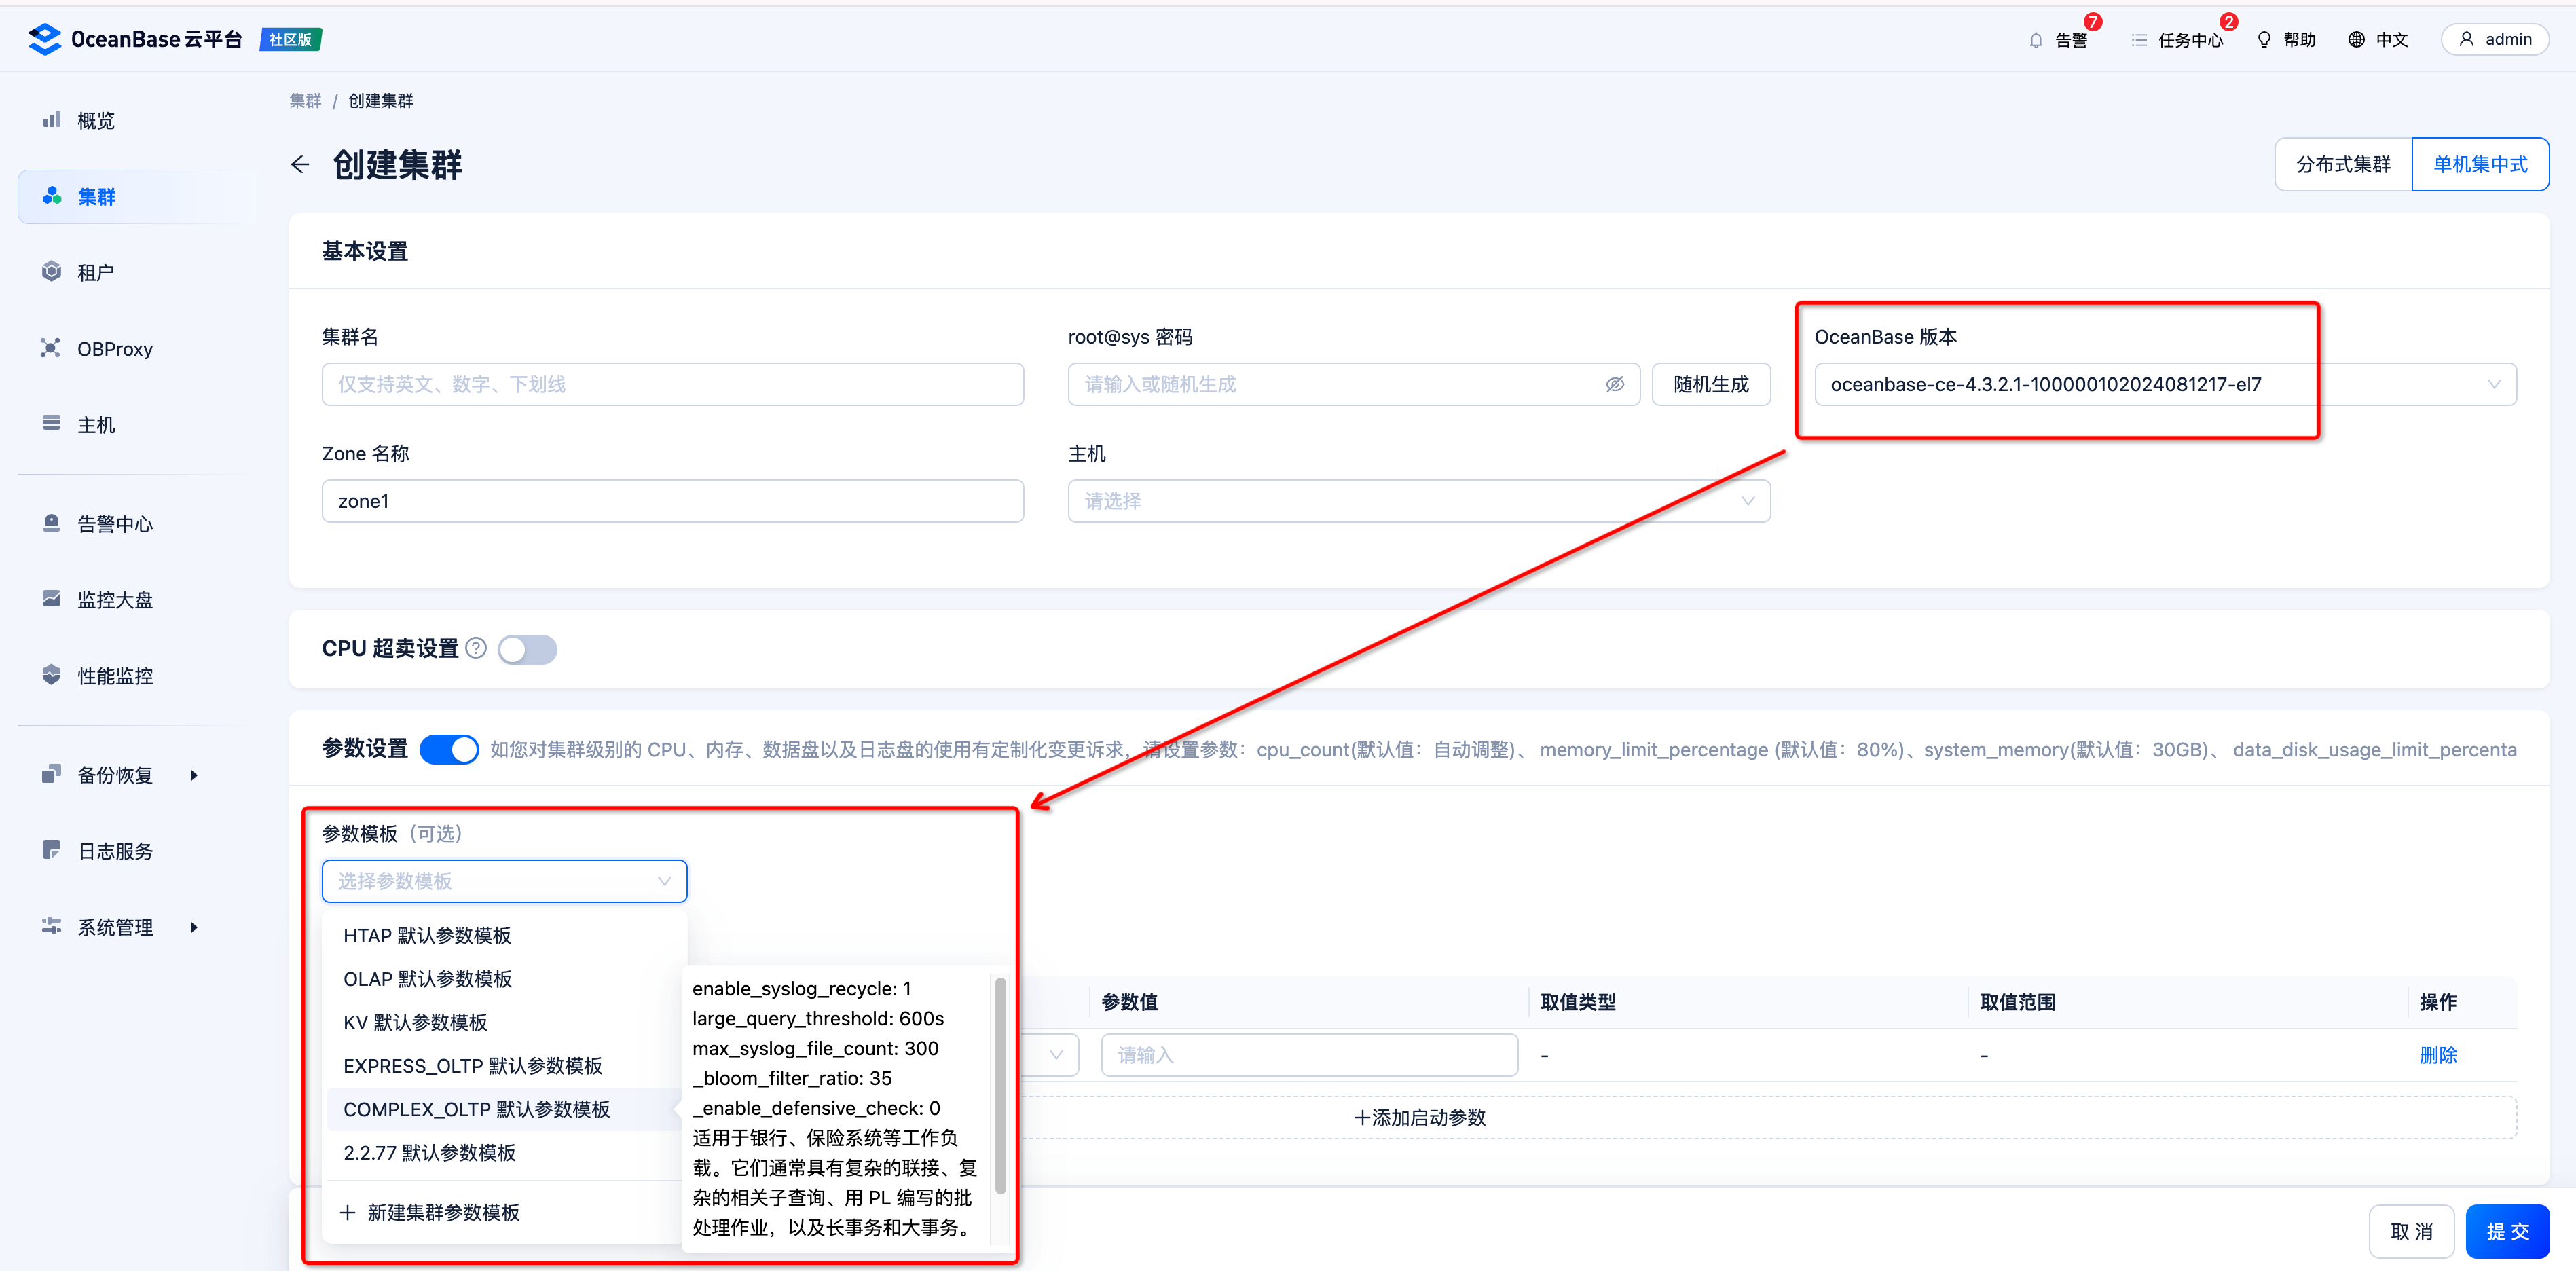 OceanBase 云平台 社区版
告警 7
任务中心 2
帮助
中文
admin
概览
集群
租户
OBProxy
主机
告警中心
监控大盘
性能监控
备份恢复
日志服务
系统管理
集群 / 创建集群
创建集群
分布式集群
单机集中式
基本设置
集群名
仅支持英文、数字、下划线
root@sys 密码
请输入或随机生成
随机生成
OceanBase 版本
oceanbase-ce-4.3.2.1-100000102024081217-el7
Zone 名称
zone1
主机
请选择
CPU 超卖设置
参数设置
如您对集群级别的 CPU、内存、数据盘以及日志盘的使用有定制化变更诉求，请设置参数：cpu_count(默认值：自动调整)、 memory_limit_percentage (默认值：80%)、system_memory(默认值：30GB)、 data_disk_usage_limit_percenta
参数模板（可选）
选择参数模板
HTAP 默认参数模板
OLAP 默认参数模板
KV 默认参数模板
EXPRESS_OLTP 默认参数模板
COMPLEX_OLTP 默认参数模板
2.2.77 默认参数模板
+ 新建集群参数模板
enable_syslog_recycle: 1
large_query_threshold: 600s
max_syslog_file_count: 300
_bloom_filter_ratio: 35
_enable_defensive_check: 0
适用于银行、保险系统等工作负
载。它们通常具有复杂的联接、复
杂的相关子查询、用 PL 编写的批
处理作业，以及长事务和大事务。
参数值
取值类型
取值范围
操作
请输入
-
-
删除
+添加启动参数
取 消
提 交